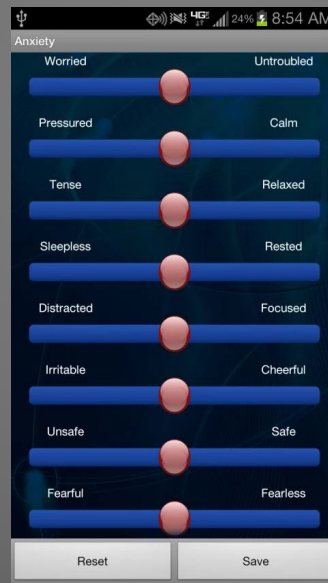 4G 24% 8:54 AM
Anxiety
Worried Untroubled
Pressured Calm
Tense Relaxed
Sleepless Rested
Distracted Focused
Irritable Cheerful
Unsafe Safe
Fearful Fearless
Reset Save